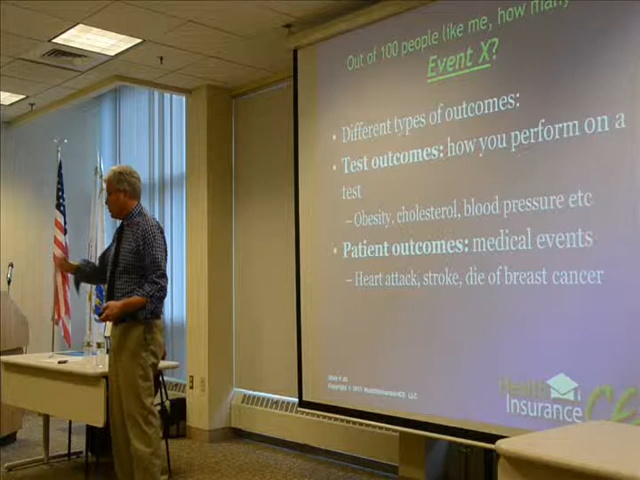 Out of 100 people like me, how many
Event X?
• Different types of outcomes:
• Test outcomes: how you perform on a
test
–Obesity, cholesterol, blood pressure etc
• Patient outcomes: medical events
–Heart attack, stroke, die of breast cancer
Health
Insurance